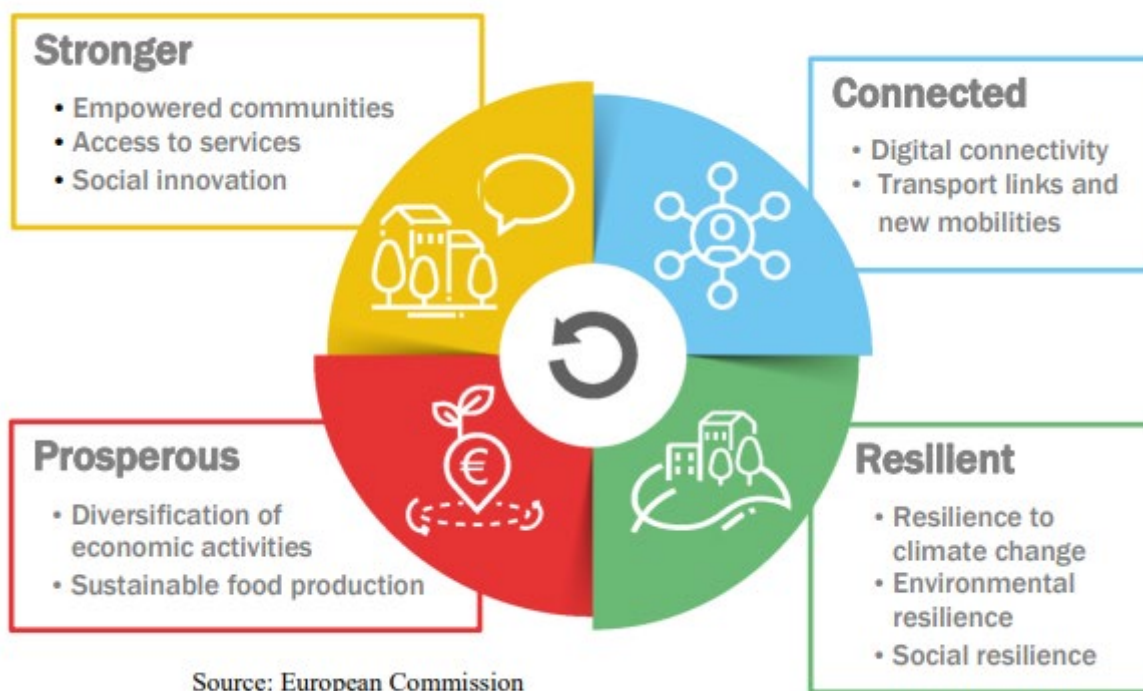 Stronger
• Empowered communities
• Access to services
• Social innovation
Connected
• Digital connectivity
• Transport links and
new mobilities
Prosperous
• Diversification of
economic activities
• Sustainable food production
€
Resilient
• Resilience to
climate change
• Environmental
resilience
• Social resilience
Source: European Commission